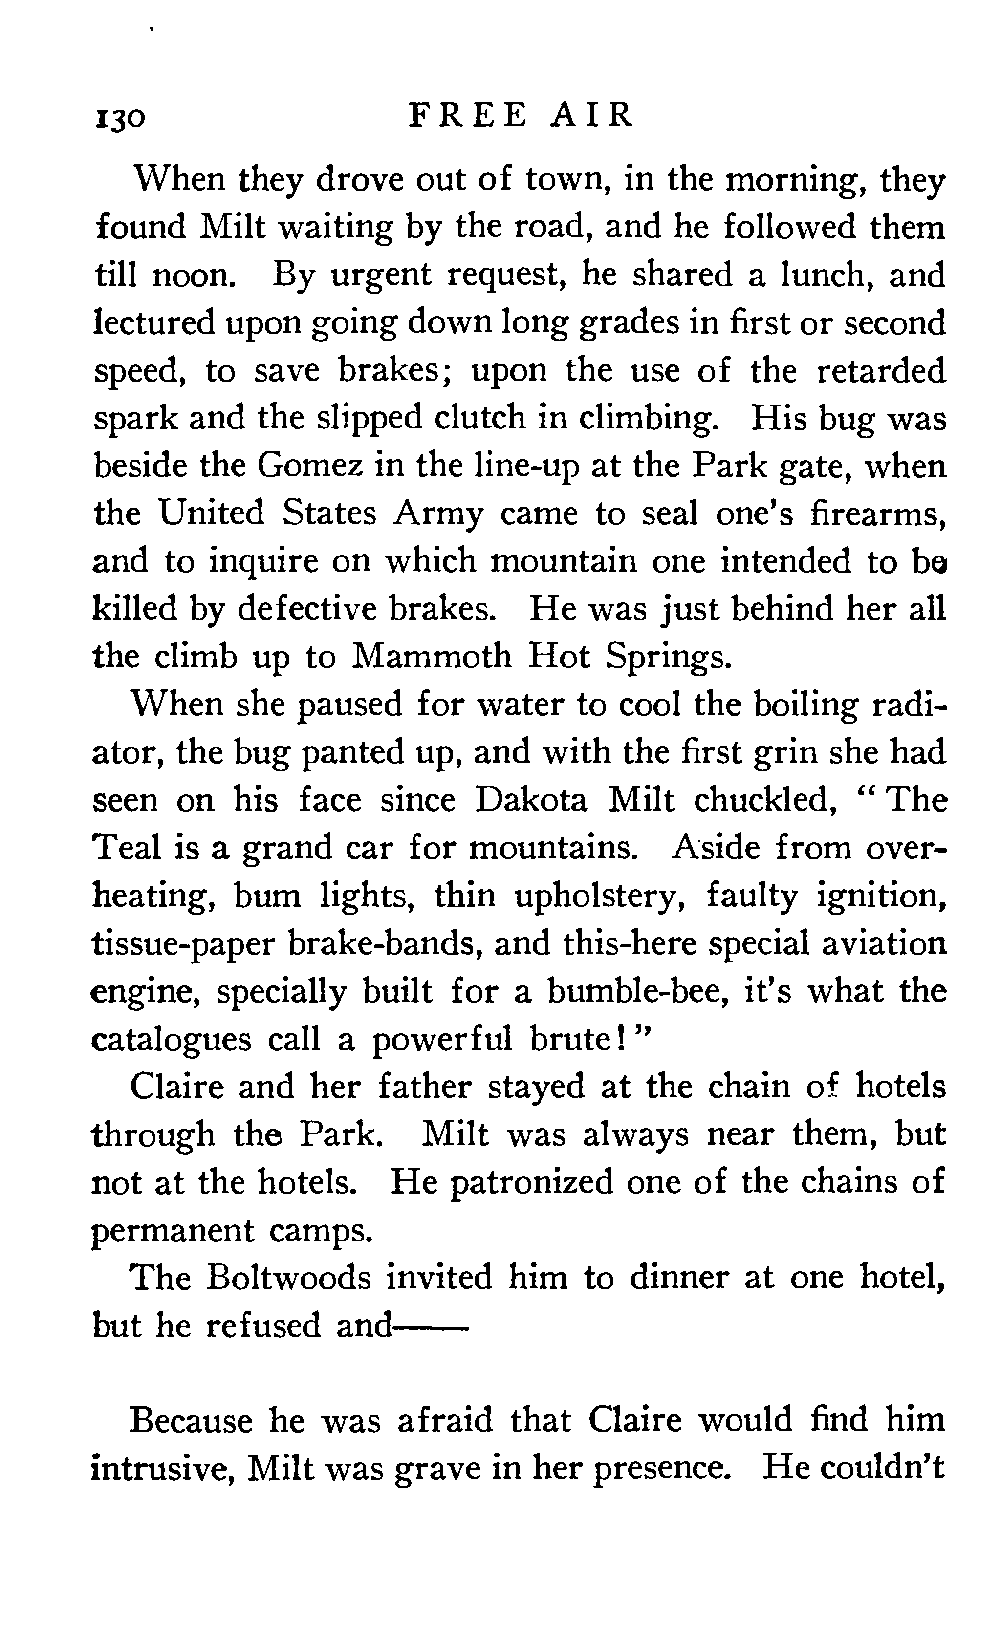 130 FREE AIR
When they drove out of town, in the morning, they
found Milt waiting by the road, and he followed them
till noon. By urgent request, he shared a lunch, and
lectured upon going down long grades in first or second
speed, to save brakes; upon the use of the retarded
spark and the slipped clutch in climbing. His bug was
beside the Gomez in the line-up at the Park gate, when
the United States Army came to seal one's firearms,
and to inquire on which mountain one intended to be
killed by defective brakes. He was just behind her all
the climb up to Mammoth Hot Springs.
When she paused for water to cool the boiling radi-
ator, the bug panted up, and with the first grin she had
seen on his face since Dakota Milt chuckled, “ The
Teal is a grand car for mountains. Aside from over-
heating, bum lights, thin upholstery, faulty ignition,
tissue-paper brake-bands, and this-here special aviation
engine, specially built for a bumble-bee, it's what the
catalogues call a powerful brute! ”
Claire and her father stayed at the chain of hotels
through the Park. Milt was always near them, but
not at the hotels. He patronized one of the chains of
permanent camps.
The Boltwoods invited him to dinner at one hotel,
but he refused and——
Because he was afraid that Claire would find him
intrusive, Milt was grave in her presence. He couldn't